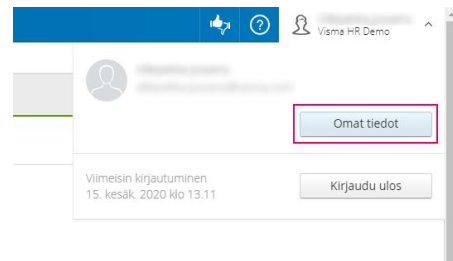 Visma HR Demo
Omat tiedot
Viimeisin kirjautuminen
15. kesäk. 2020 klo 13.11
Kirjaudu ulos